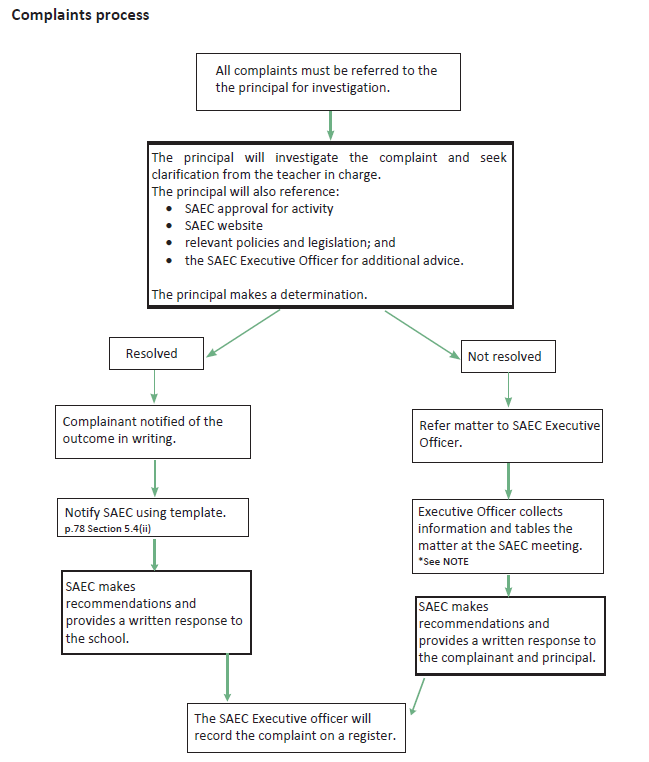 Complaints process
All complaints must be referred to the
the principal for investigation.
The principal will investigate the complaint and seek
clarification from the teacher in charge.
The principal will also reference:
• SAEC approval for activity
• SAEC website
• relevant policies and legislation; and
• the SAEC Executive Officer for additional advice.
The principal makes a determination.
Resolved
Not resolved
Complainant notified of the
outcome in writing.
Refer matter to SAEC Executive
Officer.
Notify SAEC using template.
p.78 Section 5.4(ii)
Executive Officer collects
information and tables the
matter at the SAEC meeting.
*See NOTE
SAEC makes
recommendations and
provides a written response to
the school.
SAEC makes
recommendations and
provides a written response to
the complainant and principal.
The SAEC Executive officer will
record the complaint on a register.